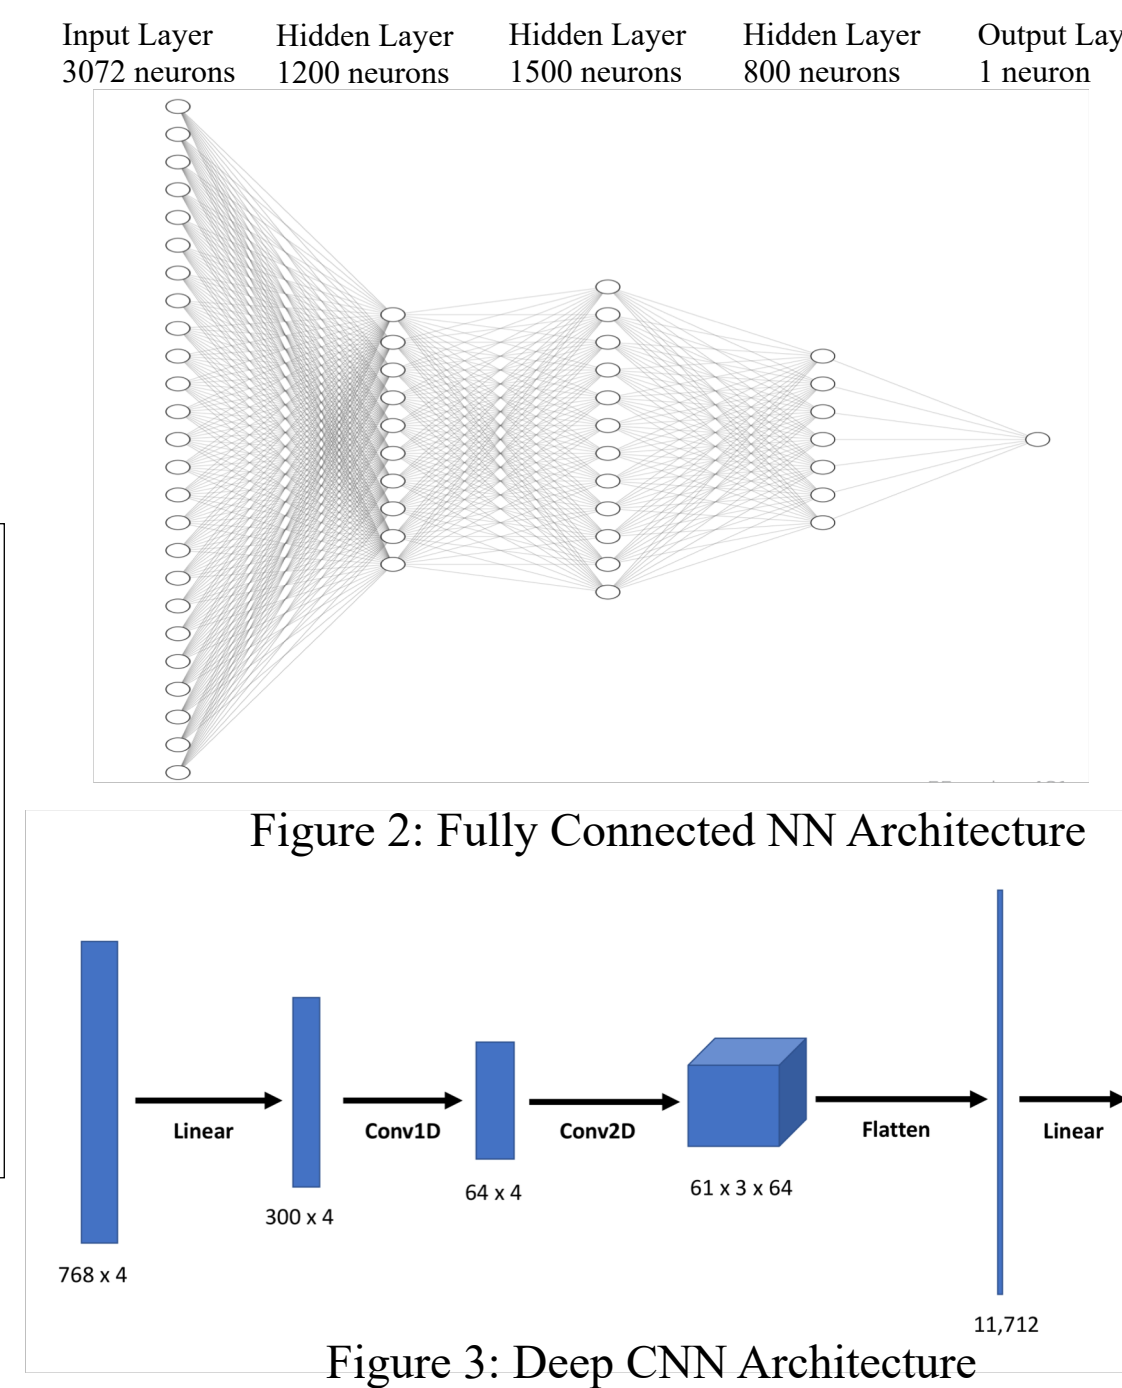 Input Layer
3072 neurons
Hidden Layer
1200 neurons
Hidden Layer
1500 neurons
Hidden Layer
800 neurons
Output Lay
1 neuron
Figure 2: Fully Connected NN Architecture
Linear
Conv1D
Conv2D
Flatten
Linear
768 x 4
300 x 4
64 x 4
61 x 3 x 64
11,712
Figure 3: Deep CNN Architecture